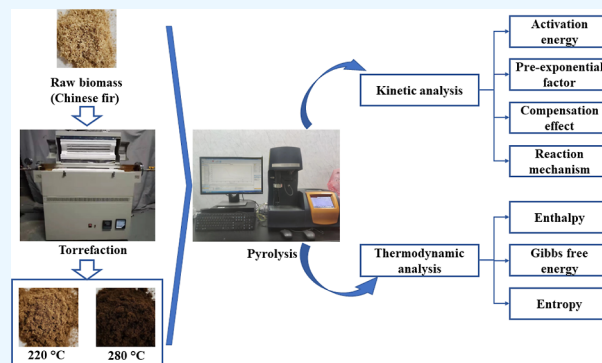 Raw biomass
(Chinese fir)
Torrefaction
220 °C
280 °C
Pyrolysis
Kinetic analysis
Activation
energy
Pre-exponential
factor
Compensation
effect
Reaction
mechanism
Thermodynamic
analysis
Enthalpy
Gibbs free
energy
Entropy